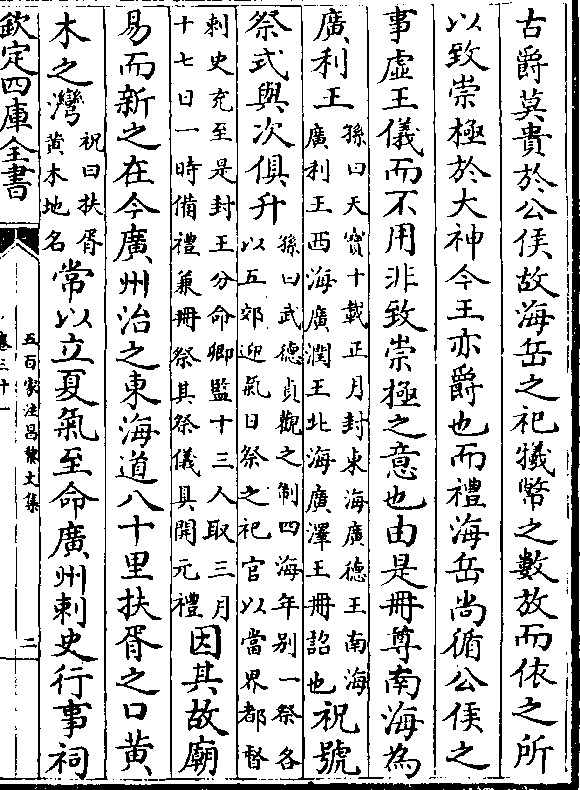 古爵莫貴於公侯故海岳之祀犧幣之數放而依之所
以致崇極於大神今王亦爵也而禮海岳尚循公侯之
事虛王儀而不用非致崇極之意也由是冊尊南海為
廣利王孫曰天寶十載正月封東海廣德王南海
廣利王西海廣潤王北海廣澤王冊詔也祝號
祭式與次俱升孫曰武德貞觀之制四海年别一祭各
以五郊迎氣日祭之祀官以當界都督
刺史充至是封王分命卿監十三人取三月
十七日一時備禮兼冊祭其祭儀具開元禮因其故廟
易而新之在今廣州治之東海道八十里扶胥之口黄
木之灣祝曰扶胥
黄木地名常以立夏氣至命廣州刺史行事祠
欽定四庫全書
卷三十一
五百家注昌黎文集
二